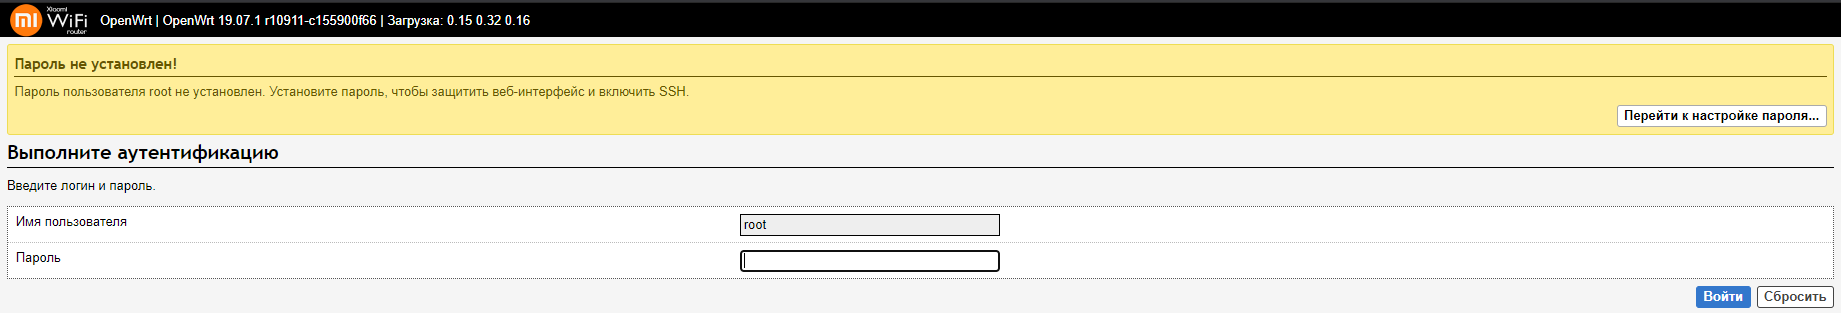 Xiaomi
MI WiFi
router
OpenWrt | OpenWrt 19.07.1 r10911-c155900f66 | Загрузка: 0.15 0.32 0.16
Пароль не установлен!
Пароль пользователя root не установлен. Установите пароль, чтобы защитить веб-интерфейс и включить SSH.
Перейти к настройке пароля...
Выполните аутентификацию
Введите логин и пароль.
Имя пользователя root
Пароль
Войти Сбросить